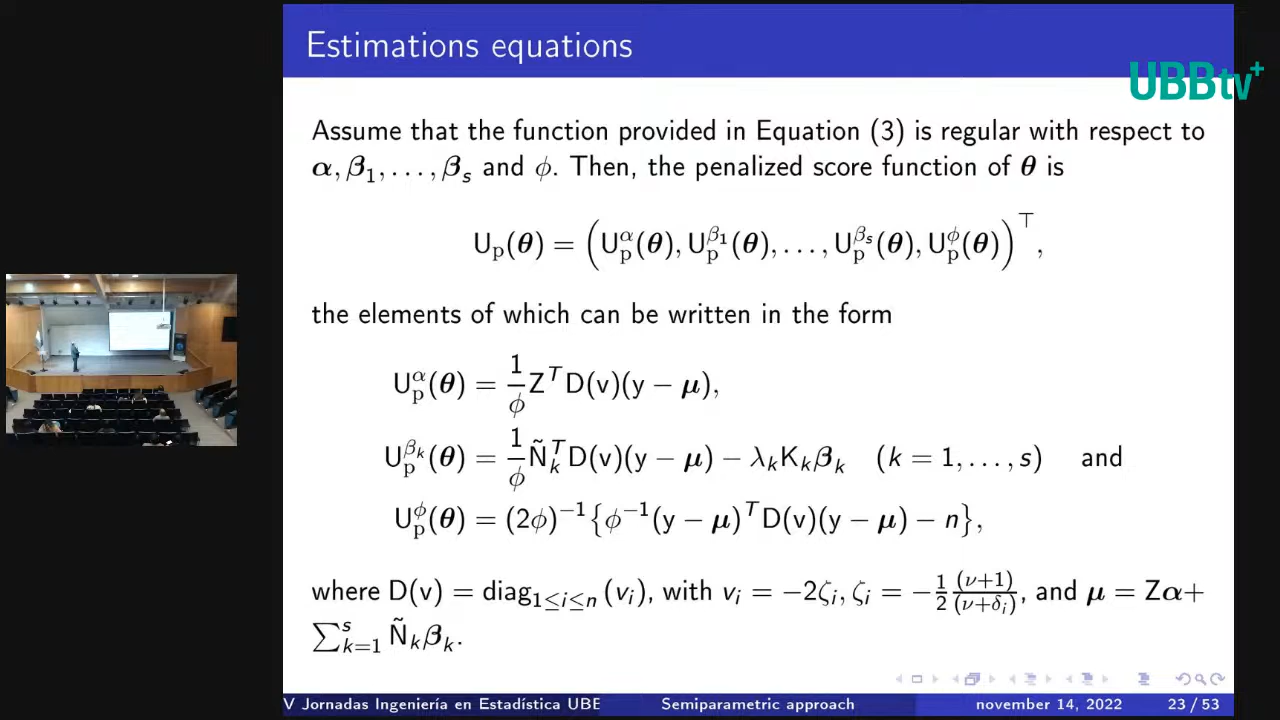 Estimations equations
UBBtv+
Assume that the function provided in Equation (3) is regular with respect to
α, β₁, . . . , βₛ and ϕ. Then, the penalized score function of θ is
Uₚ(θ) = (Uₚ^α(θ), Uₚ^β₁(θ), . . . , Uₚ^βₛ(θ), Uₚ^ϕ(θ))^⊤,
the elements of which can be written in the form
Uₚ^α(θ) = 1/ϕ Z^T D(v)(y − μ),
Uₚ^βₖ(θ) = 1/ϕ Ñₖ^T D(v)(y − μ) − λₖKₖβₖ (k = 1, . . . , s) and
Uₚ^ϕ(θ) = (2ϕ)⁻¹{ϕ⁻¹(y − μ)^T D(v)(y − μ) − n},
where D(v) = diag₁≤ᵢ≤ₙ (vᵢ), with vᵢ = −2ζᵢ, ζᵢ = −1/2 (ν+1)/(ν+δᵢ), and μ = Zα+
∑ₖ₌₁ˢ Ñₖβₖ.
V Jornadas Ingeniería en Estadística UBE Semiparametric approach november 14, 2022 23 / 53